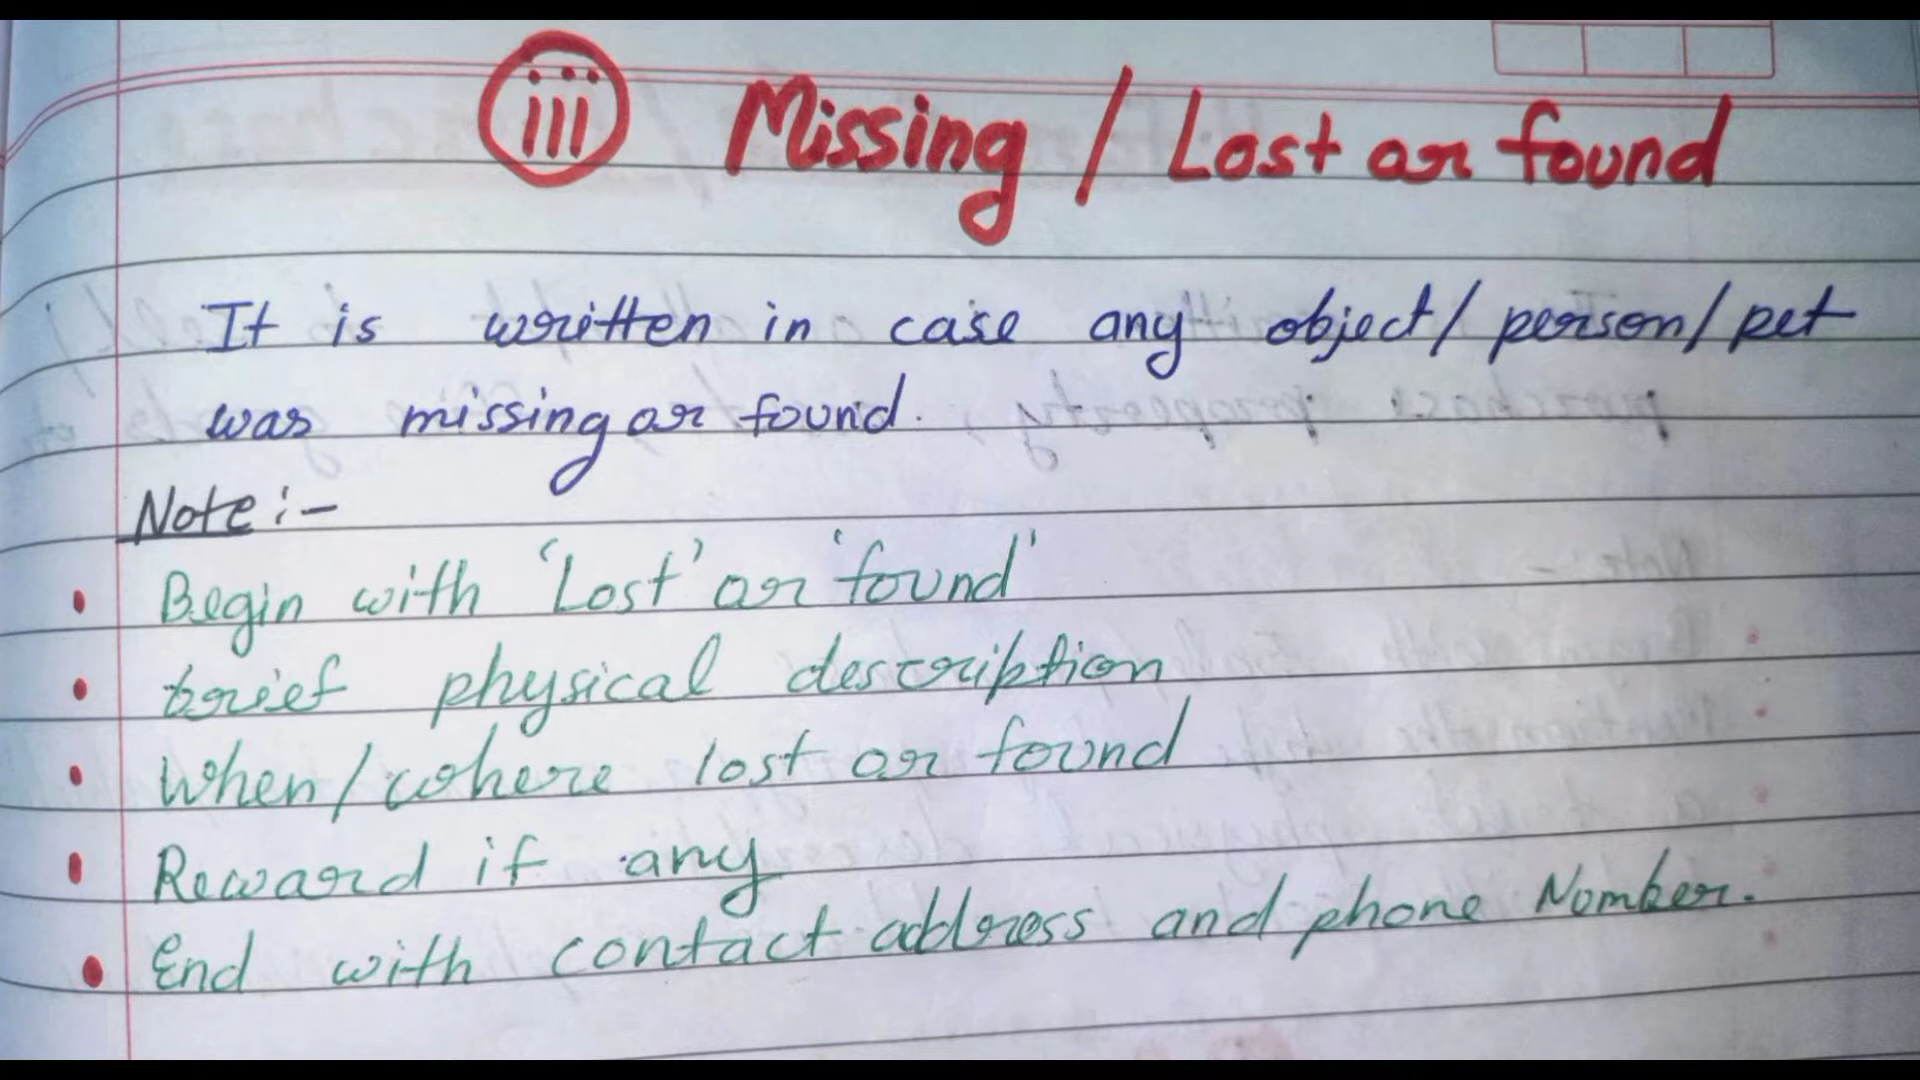 iii Missing / Lost or found
It is written in case any object/person/pet
was missing or found.
Note :-
• Begin with 'Lost' or 'found'
• brief physical description
• When/where lost or found
• Reward if any
• End with contact address and phone Nomber.